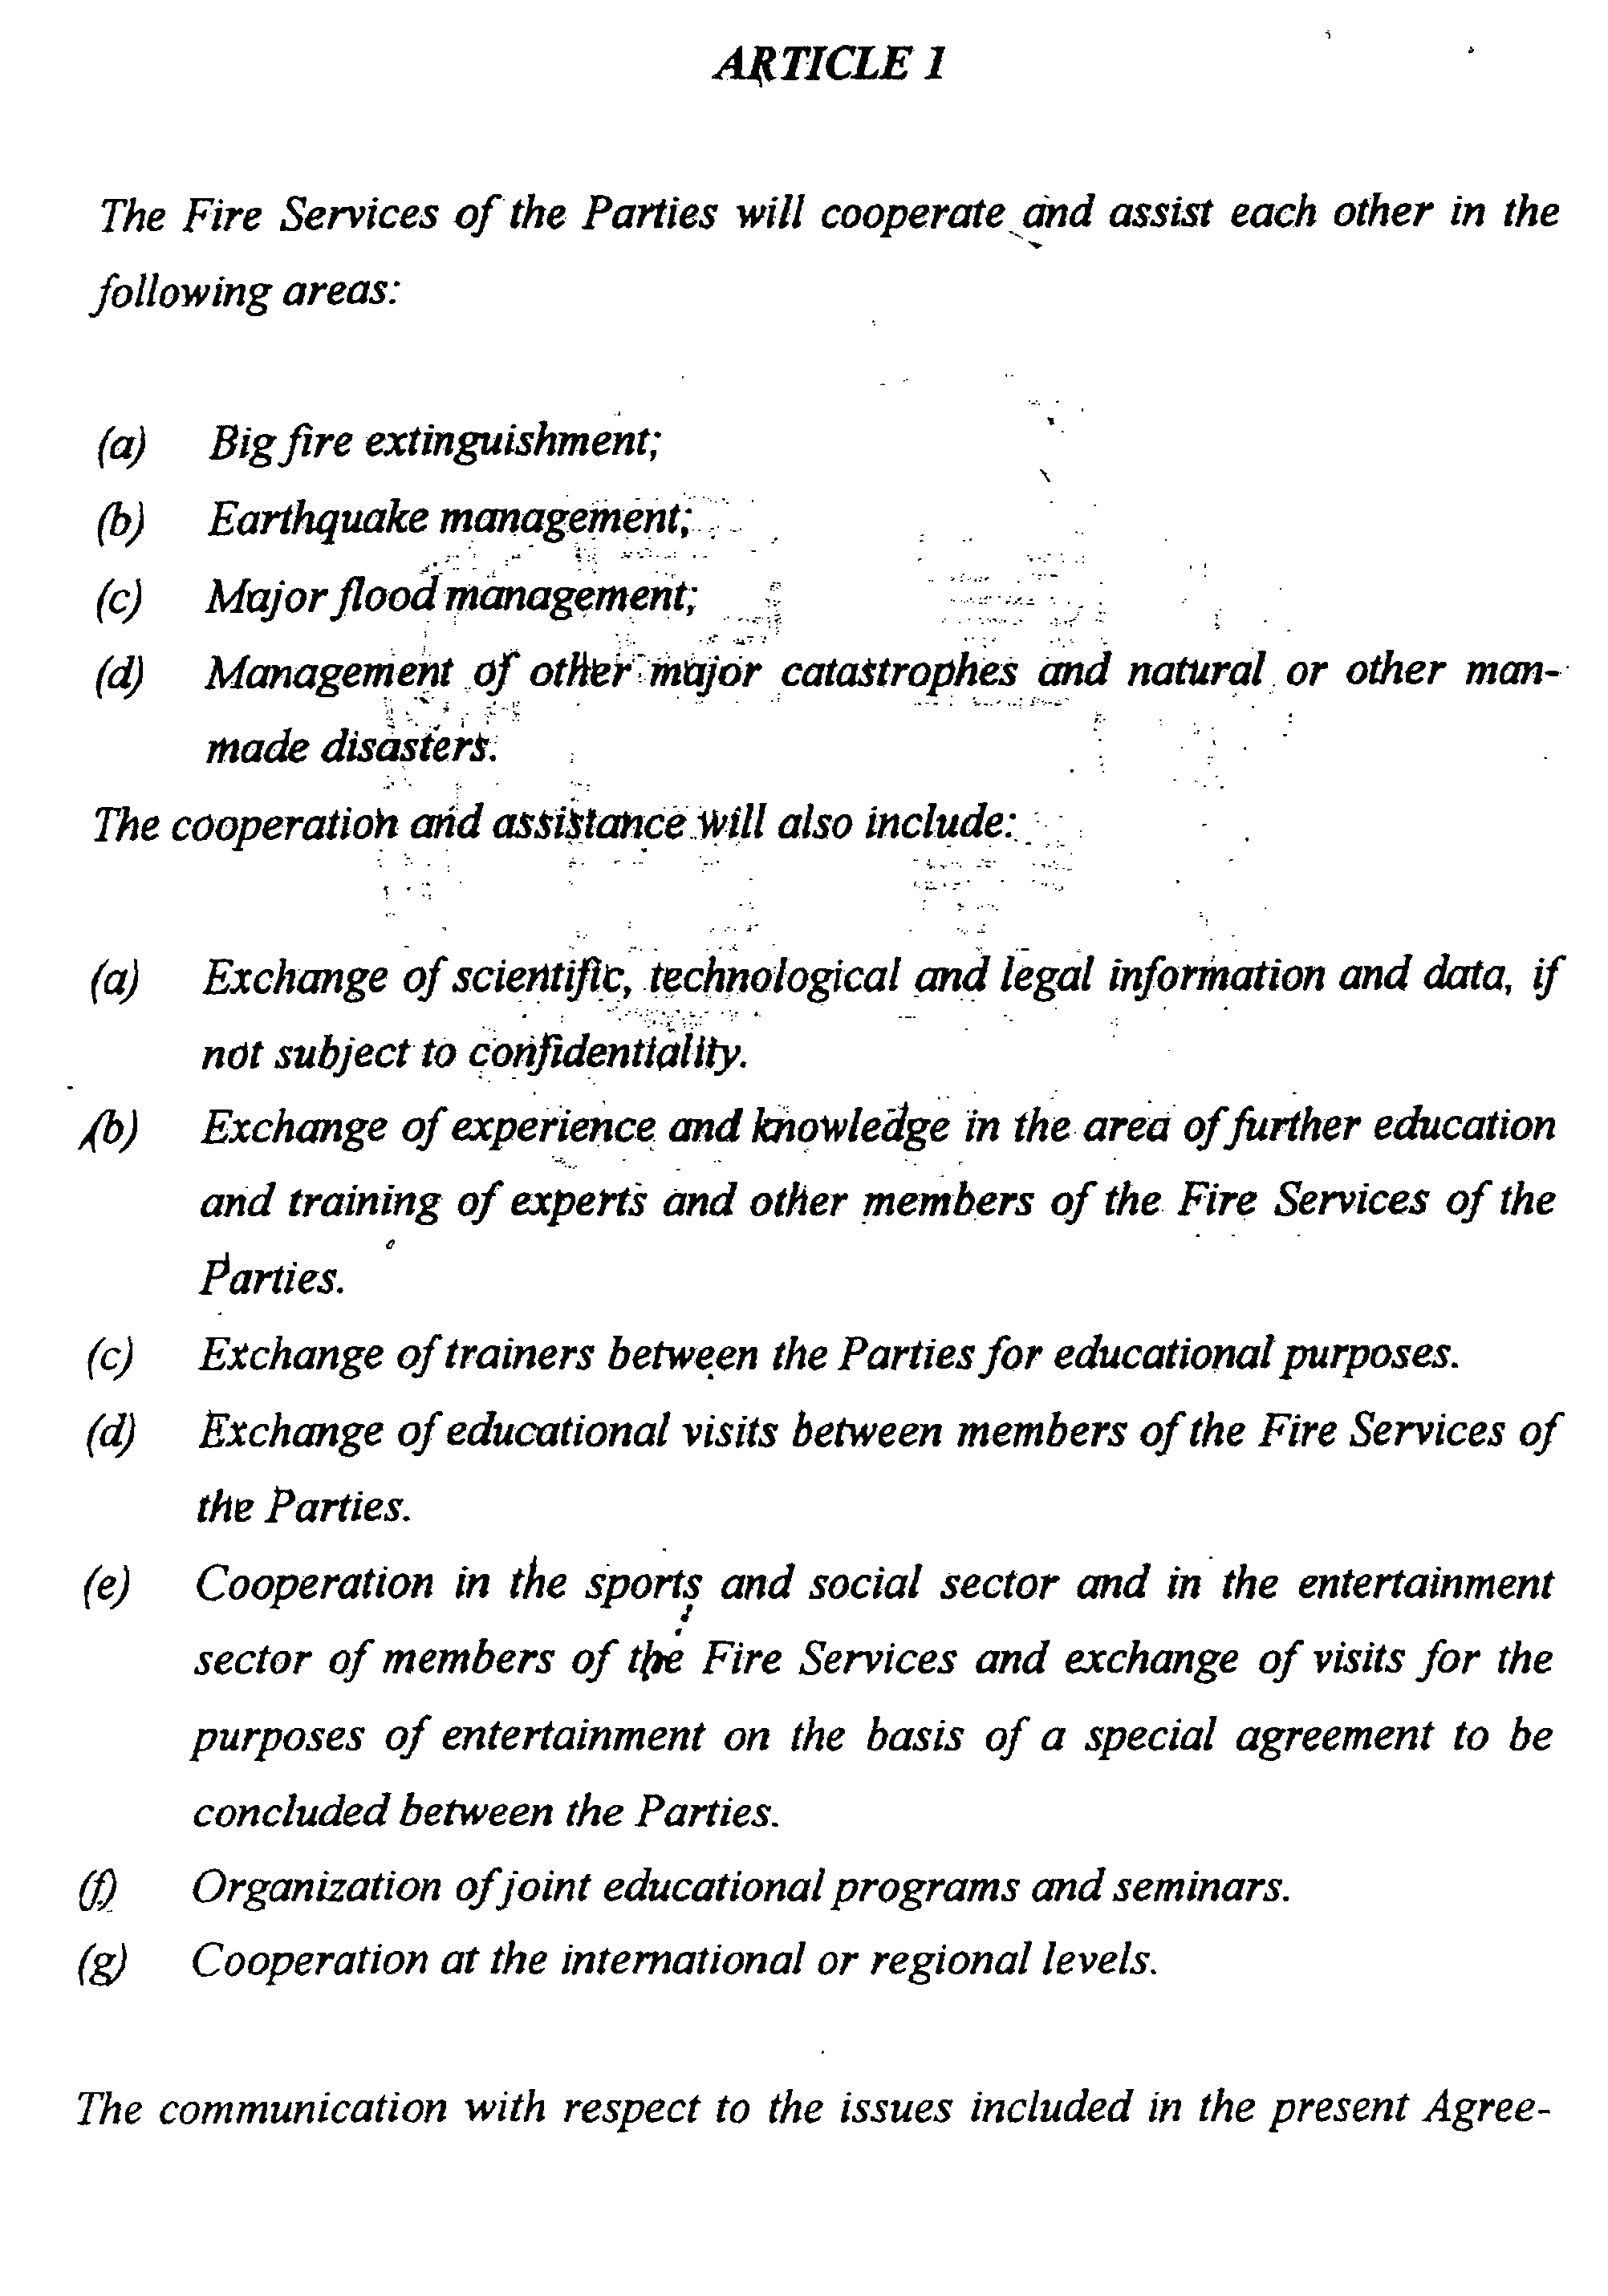 ARTICLE 1
The Fire Services of the Parties will cooperate and assist each other in the
following areas:
(a) Big fire extinguishment;
(b) Earthquake management;
(c) Major flood management;
(d) Management of other major catastrophes and natural or other man-
made disasters.
The cooperation and assistance will also include:
(a) Exchange of scientific, technological and legal information and data, if
not subject to confidentiality.
(b) Exchange of experience and knowledge in the area of further education
and training of experts and other members of the Fire Services of the
Parties.
(c) Exchange of trainers between the Parties for educational purposes.
(d) Exchange of educational visits between members of the Fire Services of
the Parties.
(e) Cooperation in the sports and social sector and in the entertainment
sector of members of the Fire Services and exchange of visits for the
purposes of entertainment on the basis of a special agreement to be
concluded between the Parties.
(f) Organization of joint educational programs and seminars.
(g) Cooperation at the international or regional levels.
The communication with respect to the issues included in the present Agree-